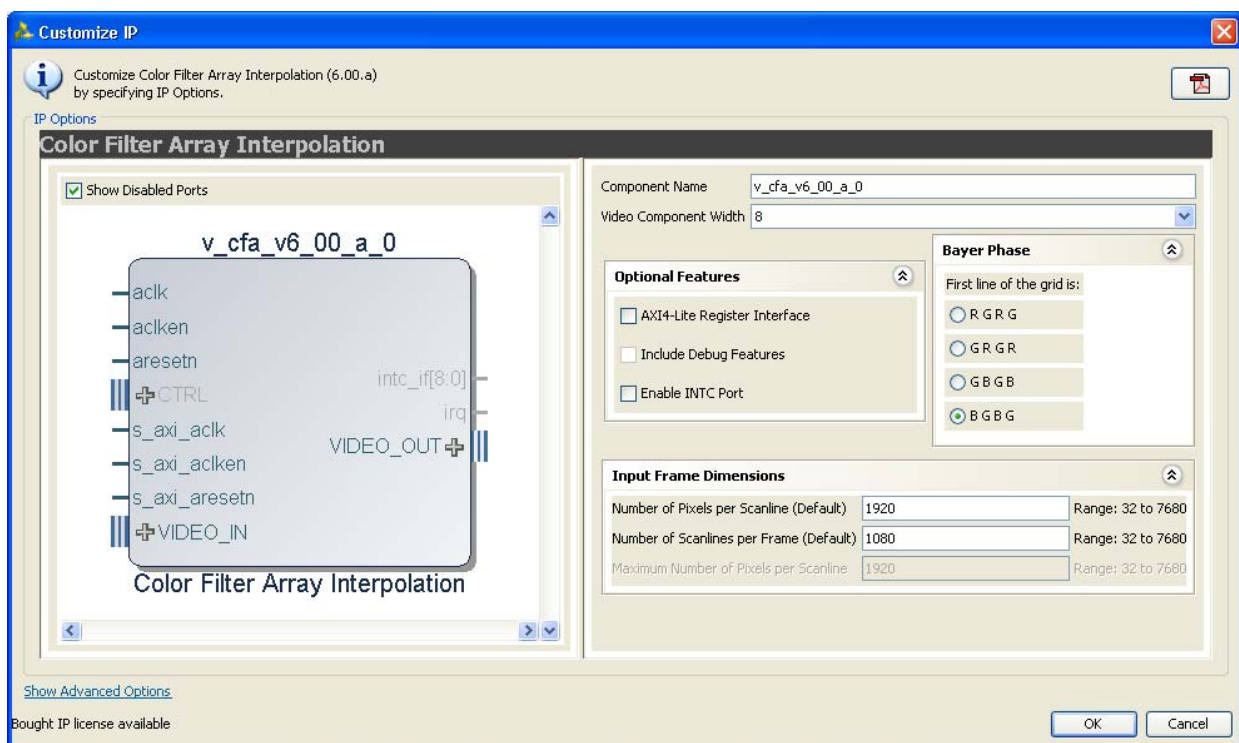 Customize IP
Customize Color Filter Array Interpolation (6.00.a)
by specifying IP Options.
IP Options
Color Filter Array Interpolation
Show Disabled Ports
v_cfa_v6_00_a_0
aclk
aclken
aresetn
CTRL
s_axi_aclk
s_axi_aclken
s_axi_aresetn
VIDEO_IN
intc_if[8:0]
irq
VIDEO_OUT
Color Filter Array Interpolation
Component Name v_cfa_v6_00_a_0
Video Component Width 8
Optional Features
AXI4-Lite Register Interface
Include Debug Features
Enable INTC Port
Bayer Phase
First line of the grid is:
R G R G
G R G R
G B G B
B G B G
Input Frame Dimensions
Number of Pixels per Scanline (Default) 1920 Range: 32 to 7680
Number of Scanlines per Frame (Default) 1080 Range: 32 to 7680
Maximum Number of Pixels per Scanline 1920 Range: 32 to 7680
Show Advanced Options
Bought IP license available
OK Cancel